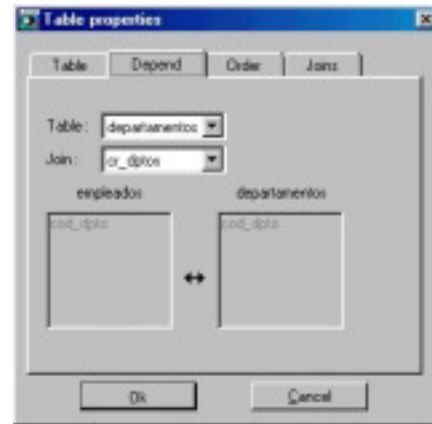 Table properties
Table Depend Order Joins
Table: departamentos
Join: cr_dptos
empleados departamentos
cod_dpto cod_dpto
Ok Cancel